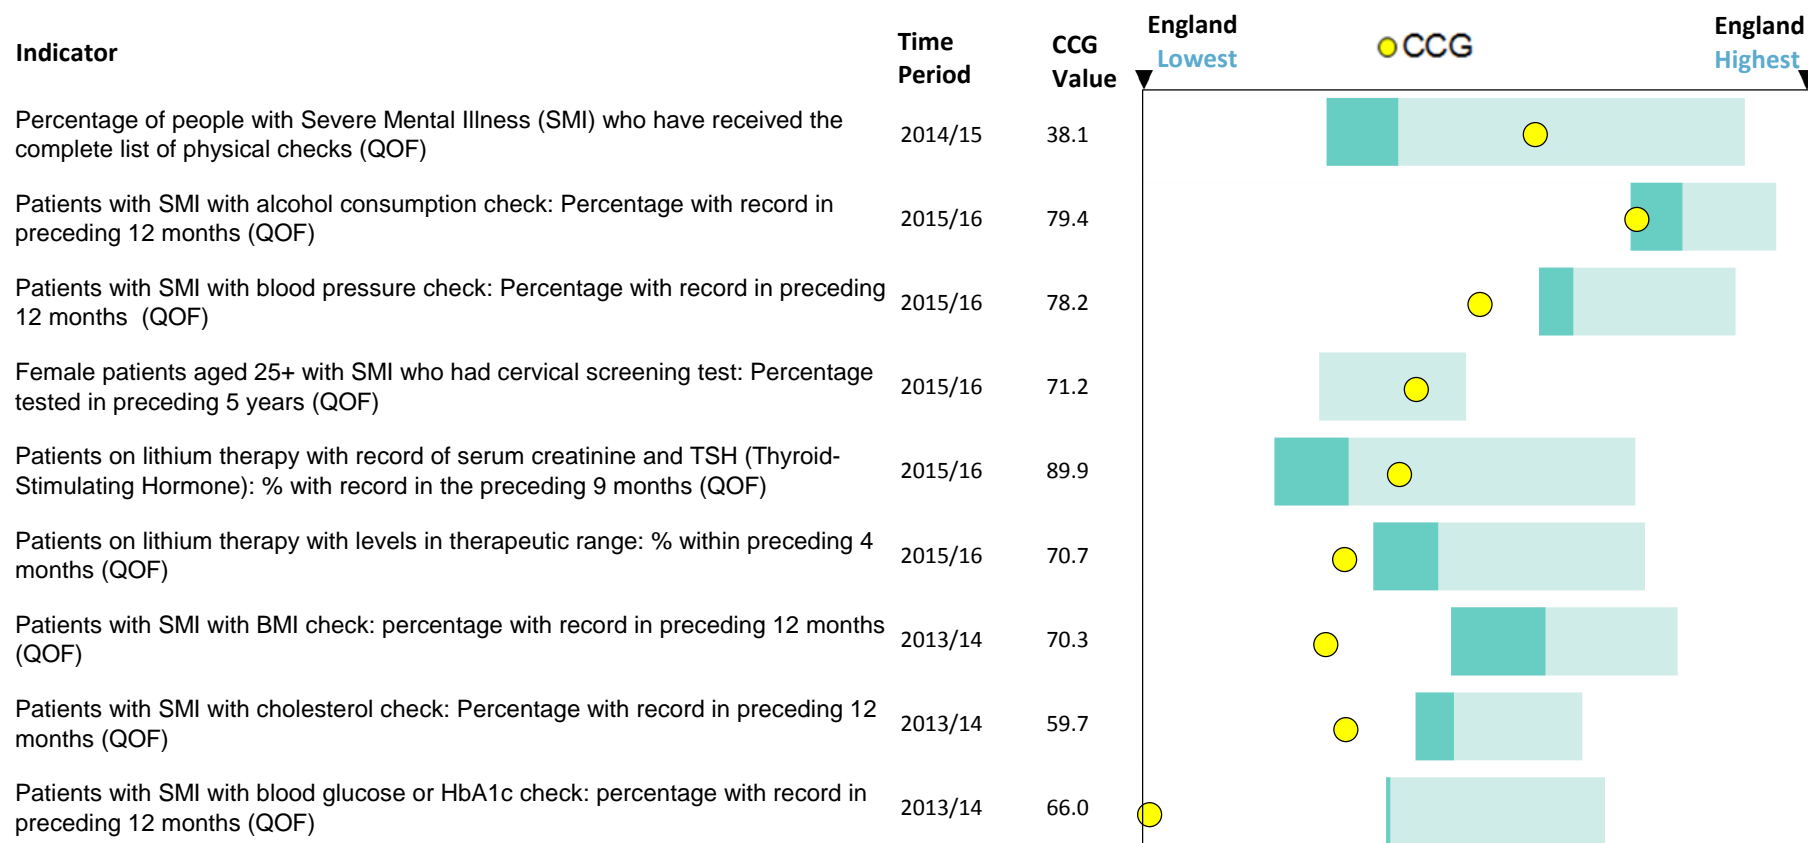 Indicator
Time Period
CCG Value
England Lowest
CCG
England Highest
Percentage of people with Severe Mental Illness (SMI) who have received the
complete list of physical checks (QOF)
2014/15
38.1
Patients with SMI with alcohol consumption check: Percentage with record in
preceding 12 months (QOF)
2015/16
79.4
Patients with SMI with blood pressure check: Percentage with record in preceding
12 months  (QOF)
2015/16
78.2
Female patients aged 25+ with SMI who had cervical screening test: Percentage
tested in preceding 5 years (QOF)
2015/16
71.2
Patients on lithium therapy with record of serum creatinine and TSH (Thyroid-
Stimulating Hormone): % with record in the preceding 9 months (QOF)
2015/16
89.9
Patients on lithium therapy with levels in therapeutic range: % within preceding 4
months (QOF)
2015/16
70.7
Patients with SMI with BMI check: percentage with record in preceding 12 months
(QOF)
2013/14
70.3
Patients with SMI with cholesterol check: Percentage with record in preceding 12
months (QOF)
2013/14
59.7
Patients with SMI with blood glucose or HbA1c check: percentage with record in
preceding 12 months (QOF)
2013/14
66.0